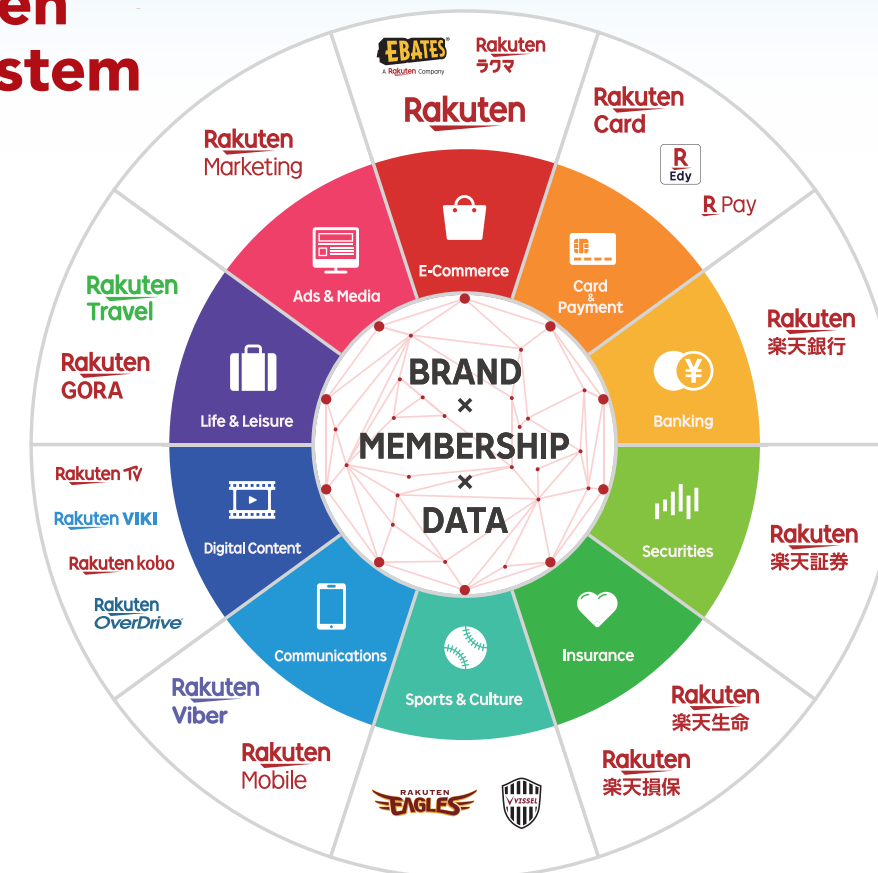 en
stem
EBATES
A Rakuten Company
Rakuten
ラクマ
Rakuten
Rakuten
Card
R
Edy
R Pay
Rakuten
楽天銀行
Rakuten
楽天証券
Rakuten
楽天生命
Rakuten
楽天損保
RAKUTEN
EAGLES
VISSEL
Rakuten
Mobile
Rakuten
Viber
Rakuten TV
Rakuten VIKI
Rakuten kobo
Rakuten
OverDrive
Rakuten
Travel
Rakuten
GORA
Rakuten
Marketing
E-Commerce
Card
&
Payment
¥
Banking
Securities
Insurance
Sports & Culture
Communications
Digital Content
Life & Leisure
Ads & Media
BRAND
×
MEMBERSHIP
×
DATA